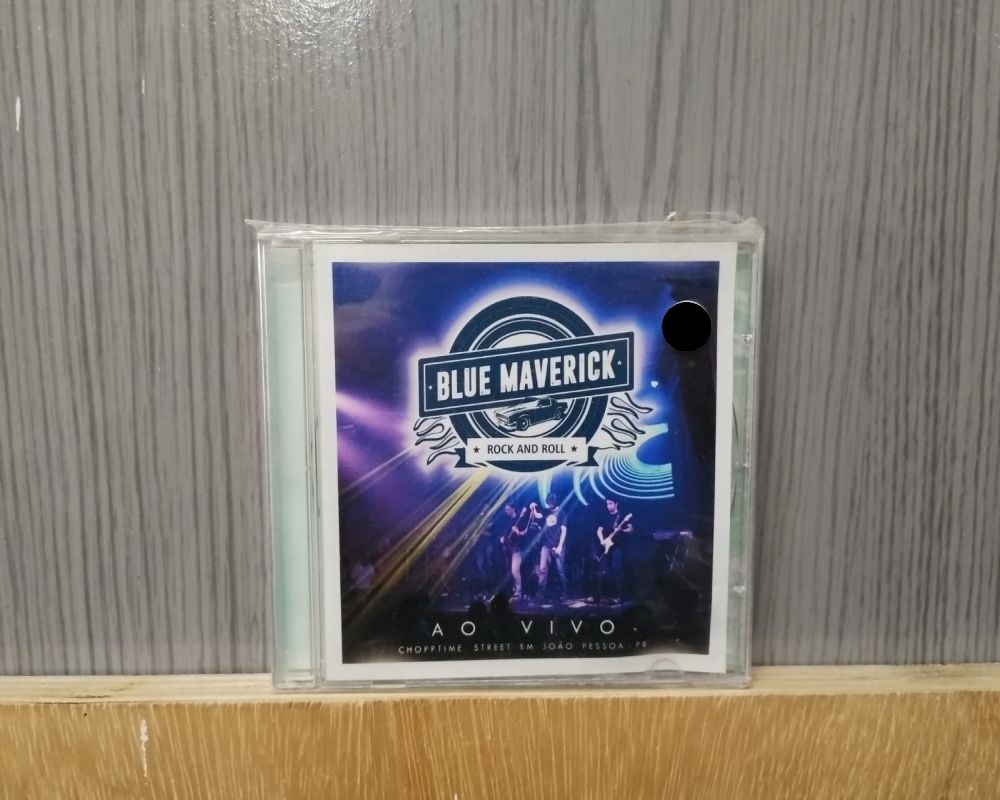 BLUE MAVERICK
ROCK AND ROLL
AO VIVO
CHOPPTIME STREET EM JOÃO PESSOA - PB